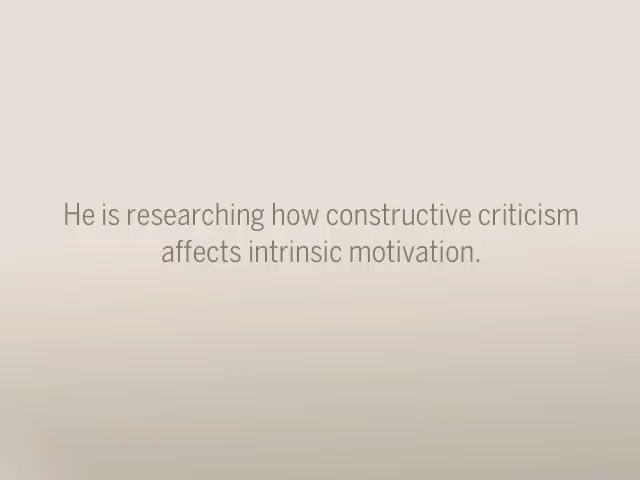 He is researching how constructive criticism
affects intrinsic motivation.